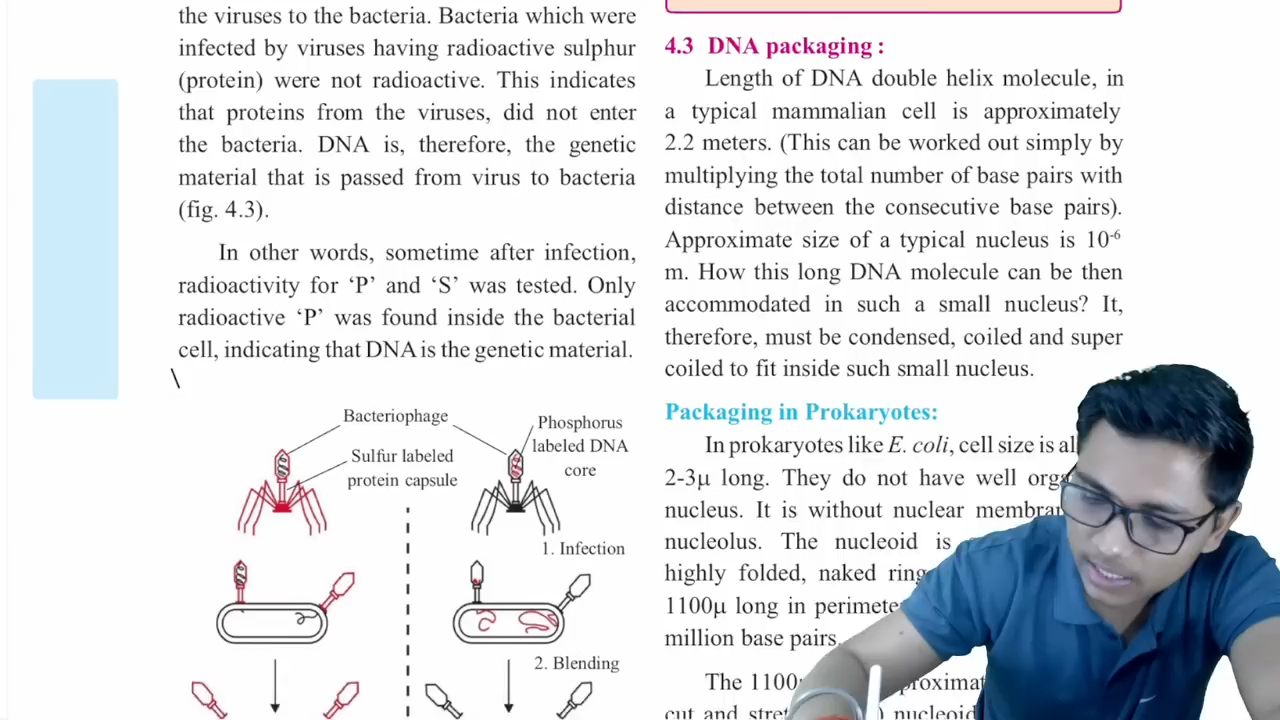 the viruses to the bacteria. Bacteria which were
infected by viruses having radioactive sulphur
(protein) were not radioactive. This indicates
that proteins from the viruses, did not enter
the bacteria. DNA is, therefore, the genetic
material that is passed from virus to bacteria
(fig. 4.3).
In other words, sometime after infection,
radioactivity for ‘P’ and ‘S’ was tested. Only
radioactive ‘P’ was found inside the bacterial
cell, indicating that DNA is the genetic material.
Bacteriophage
Phosphorus
labeled DNA
core
Sulfur labeled
protein capsule
1. Infection
2. Blending
4.3 DNA packaging :
Length of DNA double helix molecule, in
a typical mammalian cell is approximately
2.2 meters. (This can be worked out simply by
multiplying the total number of base pairs with
distance between the consecutive base pairs).
Approximate size of a typical nucleus is 10⁻⁶
m. How this long DNA molecule can be then
accommodated in such a small nucleus? It,
therefore, must be condensed, coiled and super
coiled to fit inside such small nucleus.
Packaging in Prokaryotes:
In prokaryotes like E. coli, cell size is
2-3μ long. They do not have well
nucleus. It is without nuclear
nucleolus. The nucleoid is
highly folded, naked
1100μ long in
million base pairs.
The
cut and nucleoid